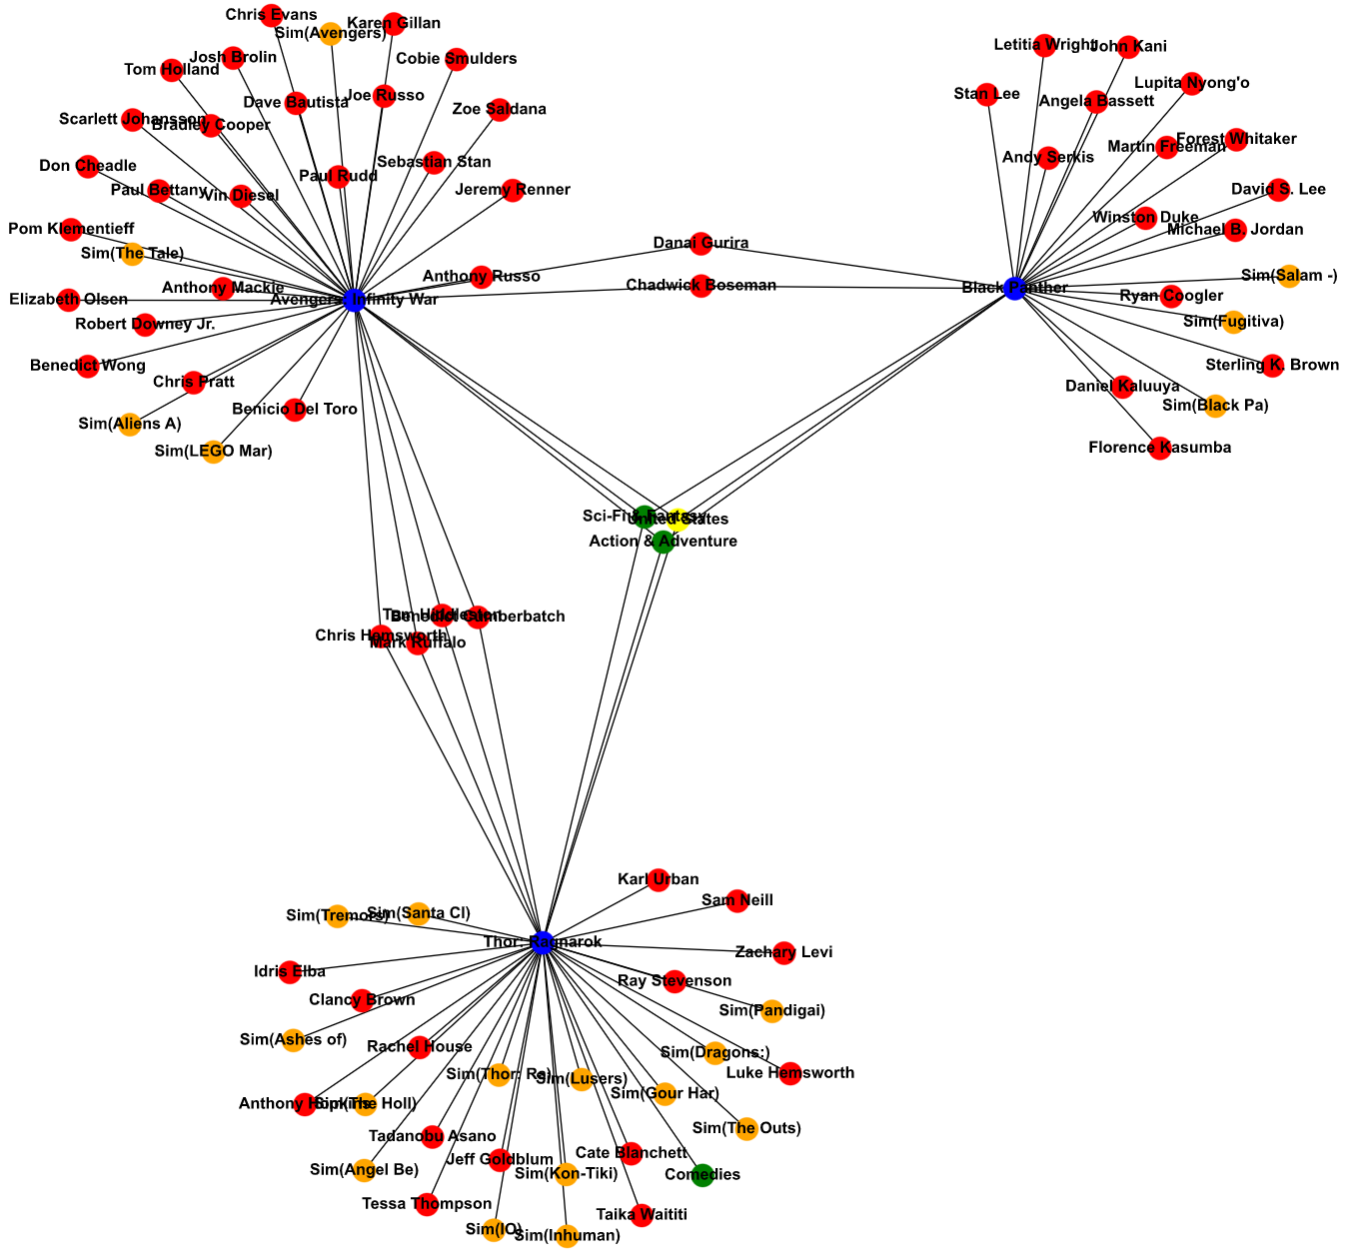 Chris Evans
Sim(Avengers)
Karen Gillan
Josh Brolin
Cobie Smulders
Tom Holland
Dave Bautista
Joe Russo
Zoe Saldana
Scarlett Johansson
Bradley Cooper
Don Cheadle
Sebastian Stan
Paul Rudd
Jeremy Renner
Paul Bettany
Vin Diesel
Pom Klementieff
Sim(The Tale)
Anthony Russo
Anthony Mackie
Elizabeth Olsen
Avengers: Infinity War
Robert Downey Jr.
Benedict Wong
Chris Pratt
Benicio Del Toro
Sim(Aliens A)
Sim(LEGO Mar)
Danai Gurira
Chadwick Boseman
Letitia Wright
John Kani
Stan Lee
Lupita Nyong'o
Angela Bassett
Forest Whitaker
Martin Freeman
Andy Serkis
David S. Lee
Winston Duke
Michael B. Jordan
Sim(Salam -)
Black Panther
Ryan Coogler
Sim(Fugitiva)
Sterling K. Brown
Daniel Kaluuya
Sim(Black Pa)
Florence Kasumba
Sci-Fi & Fantasy
United States
Action & Adventure
Tom Hiddleston
Benedict Cumberbatch
Chris Hemsworth
Mark Ruffalo
Karl Urban
Sam Neill
Sim(Tremors)
Sim(Santa Cl)
Thor: Ragnarok
Zachary Levi
Idris Elba
Ray Stevenson
Clancy Brown
Sim(Pandigai)
Sim(Ashes of)
Rachel House
Sim(Dragons:)
Luke Hemsworth
Sim(Thor: Ra)
Sim(Lusers)
Sim(Gour Har)
Anthony Hopkins
Sim(The Holl)
Sim(The Outs)
Tadanobu Asano
Cate Blanchett
Jeff Goldblum
Sim(Angel Be)
Sim(Kon-Tiki)
Comedies
Tessa Thompson
Taika Waititi
Sim(IO)
Sim(Inhuman)